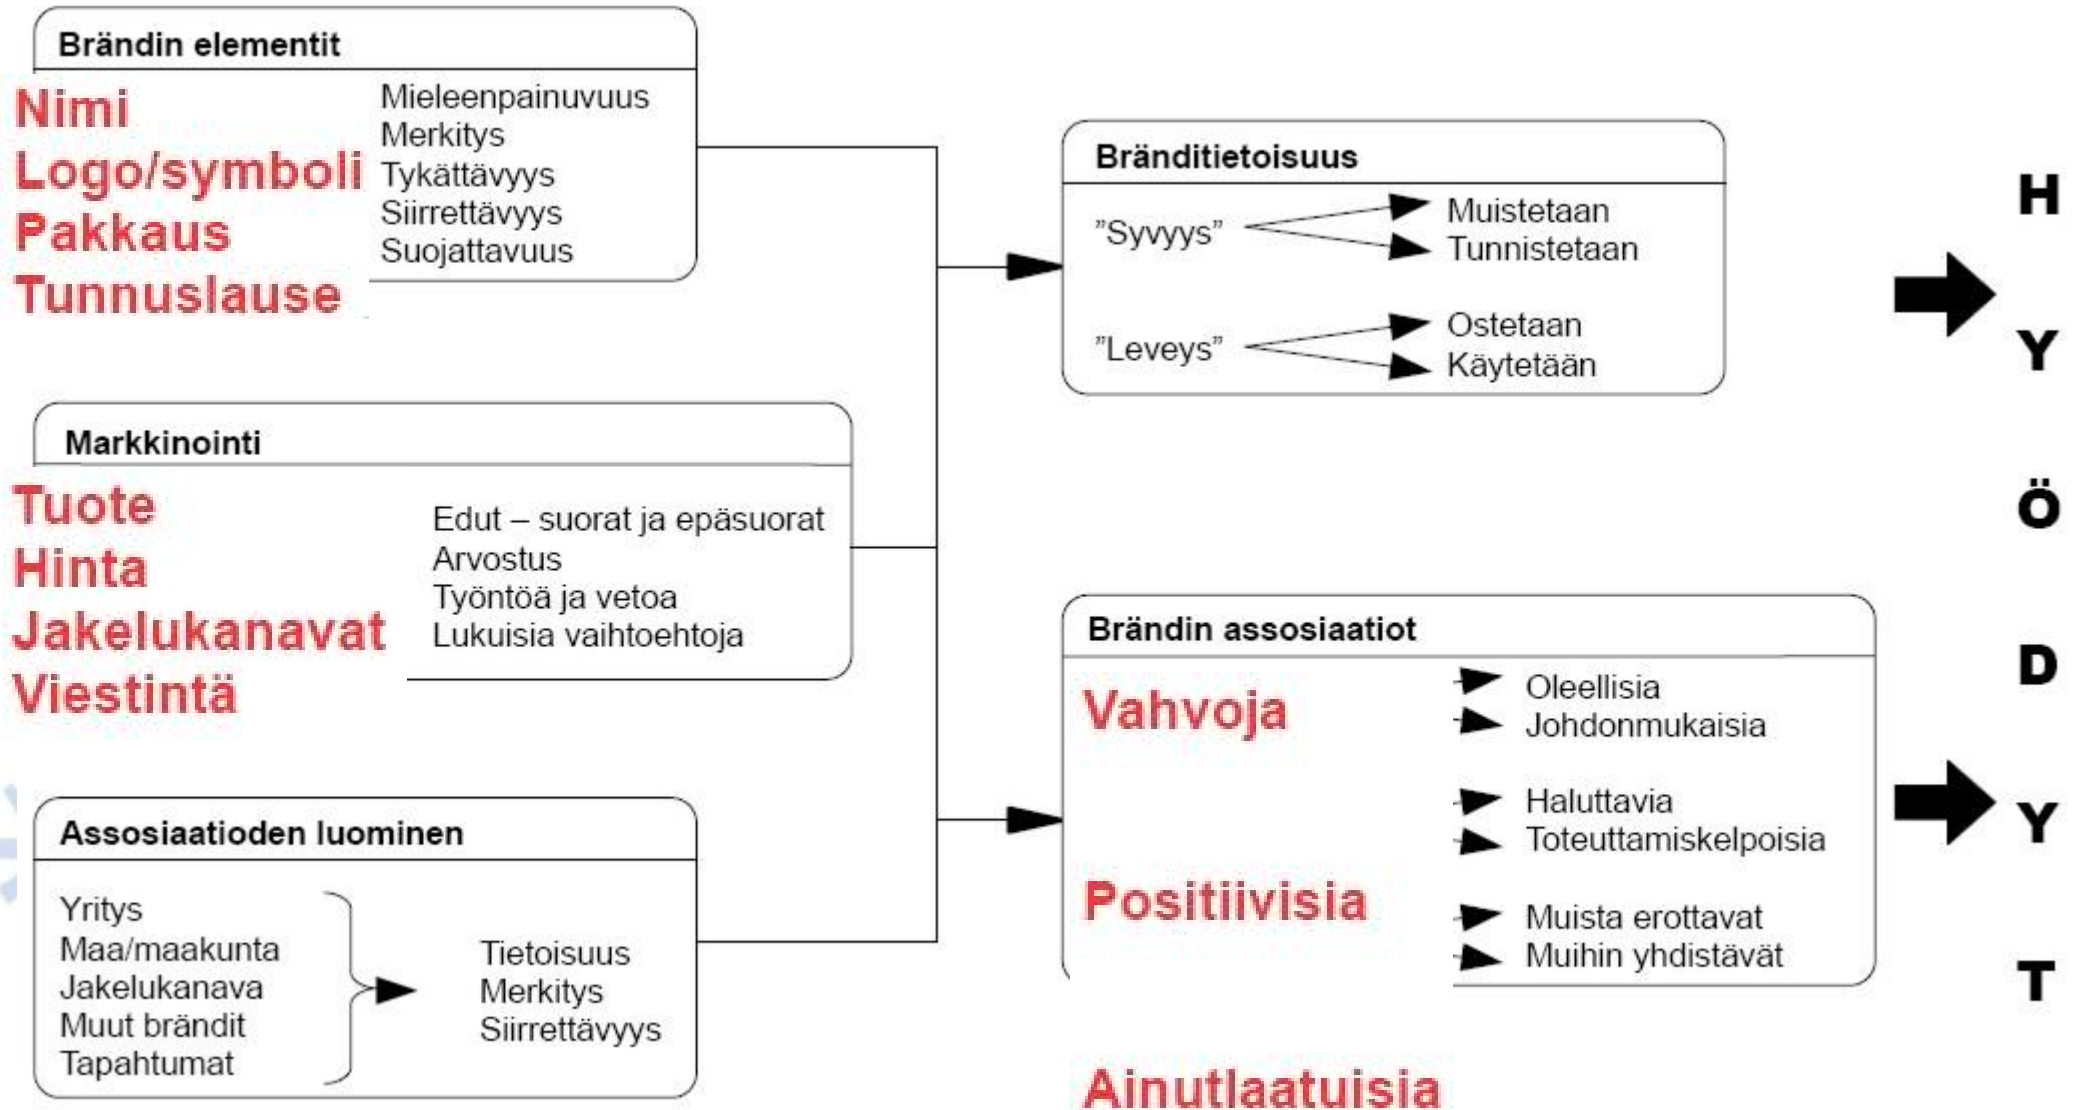 Brändin elementit
Nimi
Logo/symboli
Pakkaus
Tunnuslause
Mieleenpainuvuus
Merkitys
Tykättävyys
Siirrettävyys
Suojattavuus
Markkinointi
Tuote
Hinta
Jakelukanavat
Viestintä
Edut – suorat ja epäsuorat
Arvostus
Työntöä ja vetoa
Lukuisia vaihtoehtoja
Assosiaatioden luominen
Yritys
Maa/maakunta
Jakelukanava
Muut brändit
Tapahtumat
Tietoisuus
Merkitys
Siirrettävyys
Bränditietoisuus
”Syvyys”
Muistetaan
Tunnistetaan
”Leveys”
Ostetaan
Käytetään
Brändin assosiaatiot
Vahvoja
Oleellisia
Johdonmukaisia
Positiivisia
Haluttavia
Toteuttamiskelpoisia
Ainutlaatuisia
Muista erottavat
Muihin yhdistävät
H
Y
Ö
D
Y
T